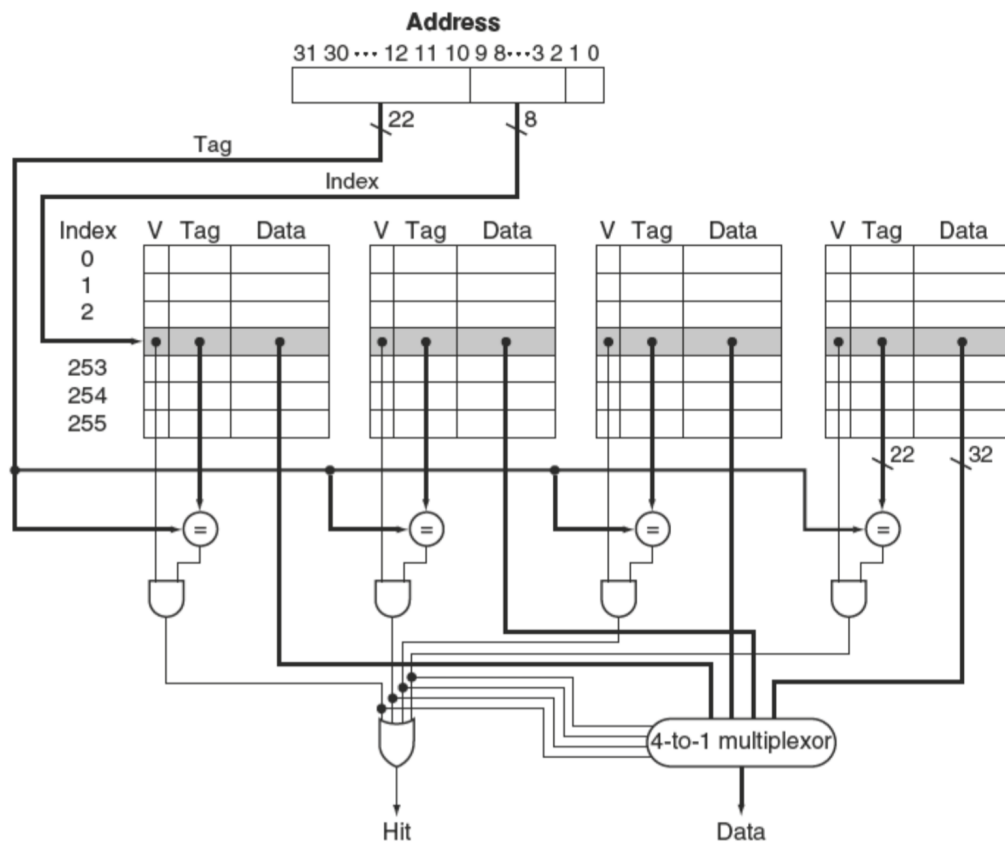 Address
31 30 ··· 12 11 10 9 8···3 2 1 0
22
8
Tag
Index
Index V Tag Data V Tag Data V Tag Data V Tag Data
0
1
2
253
254
255
22
32
= = = =
4-to-1 multiplexor
Hit
Data